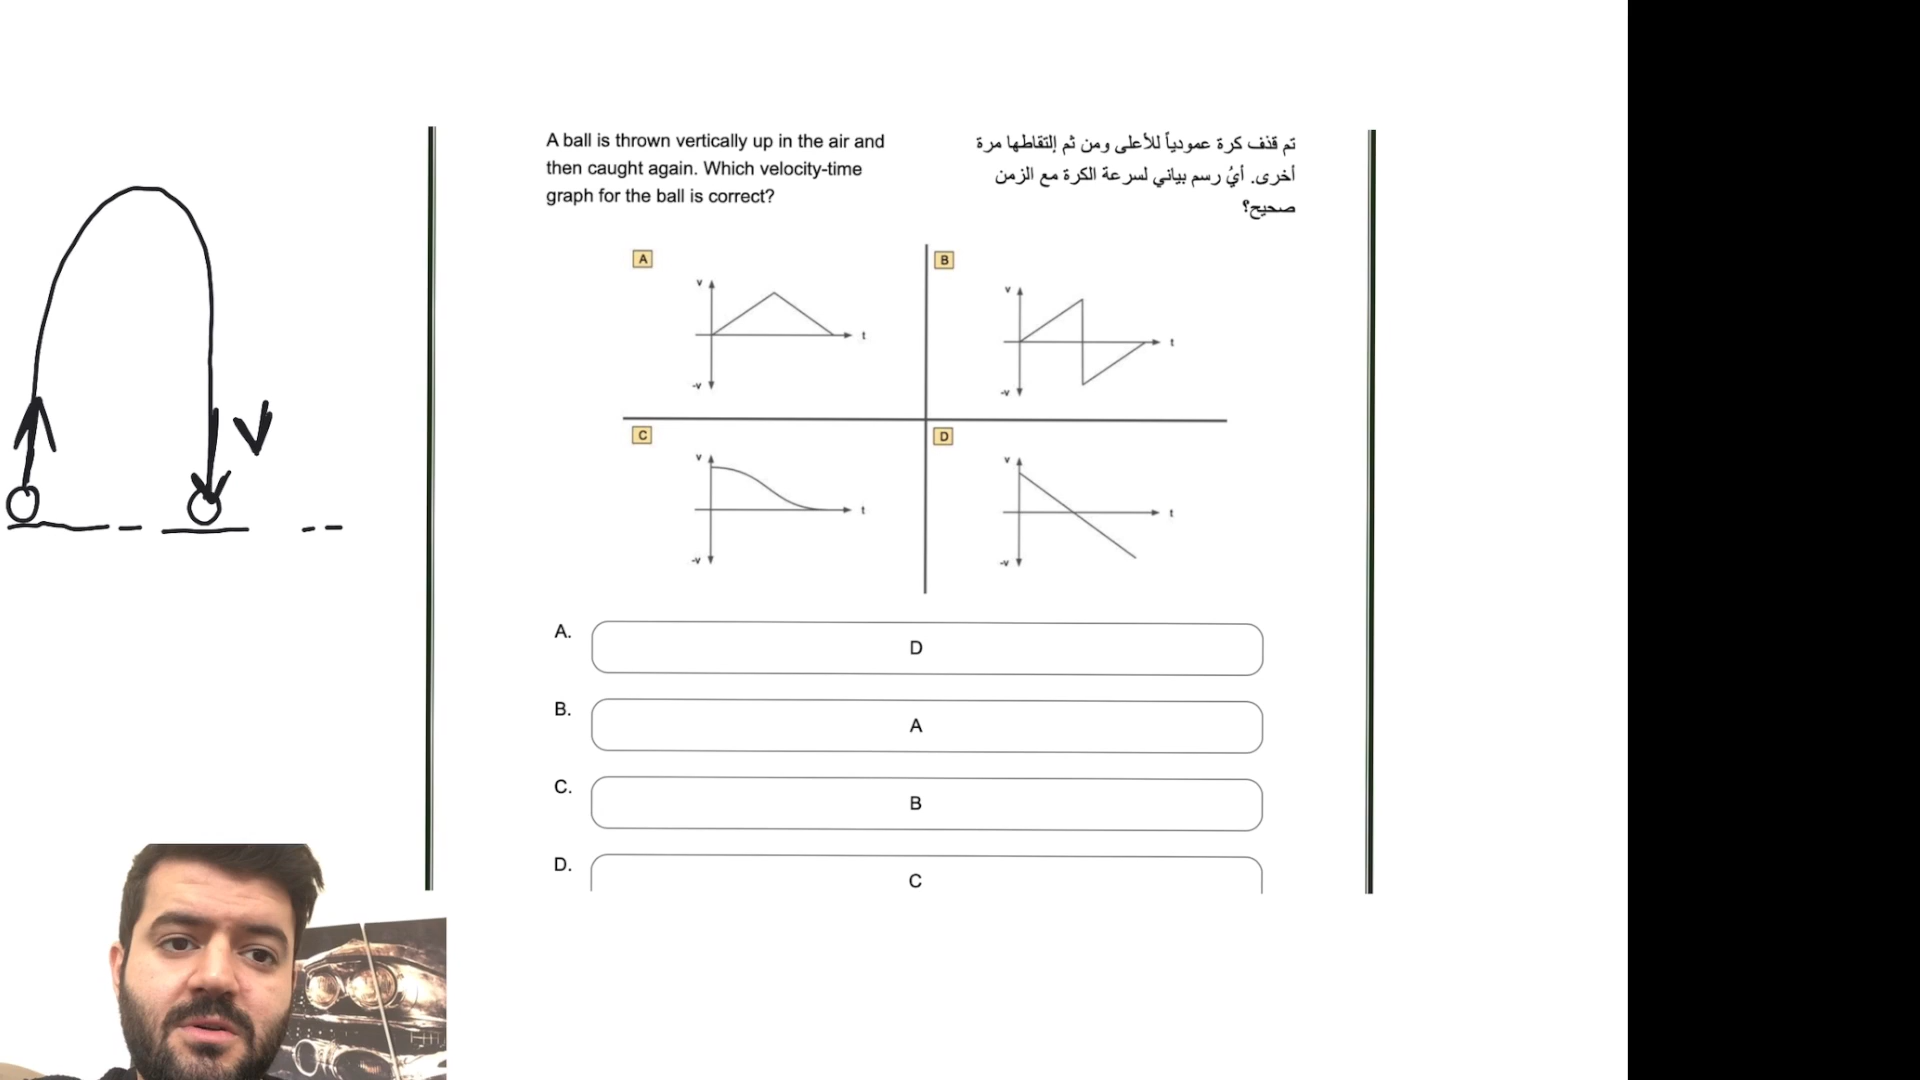 A ball is thrown vertically up in the air and
then caught again. Which velocity-time
graph for the ball is correct?
تم قذف كرة عمودياً للأعلى ومن ثم إلتقاطها مرة
أخرى. أيُ رسم بياني لسرعة الكرة مع الزمن
صحيح؟
A
v
t
-v
B
v
t
-v
C
v
t
-v
D
v
t
-v
V
A.
D
B.
A
C.
B
D.
C